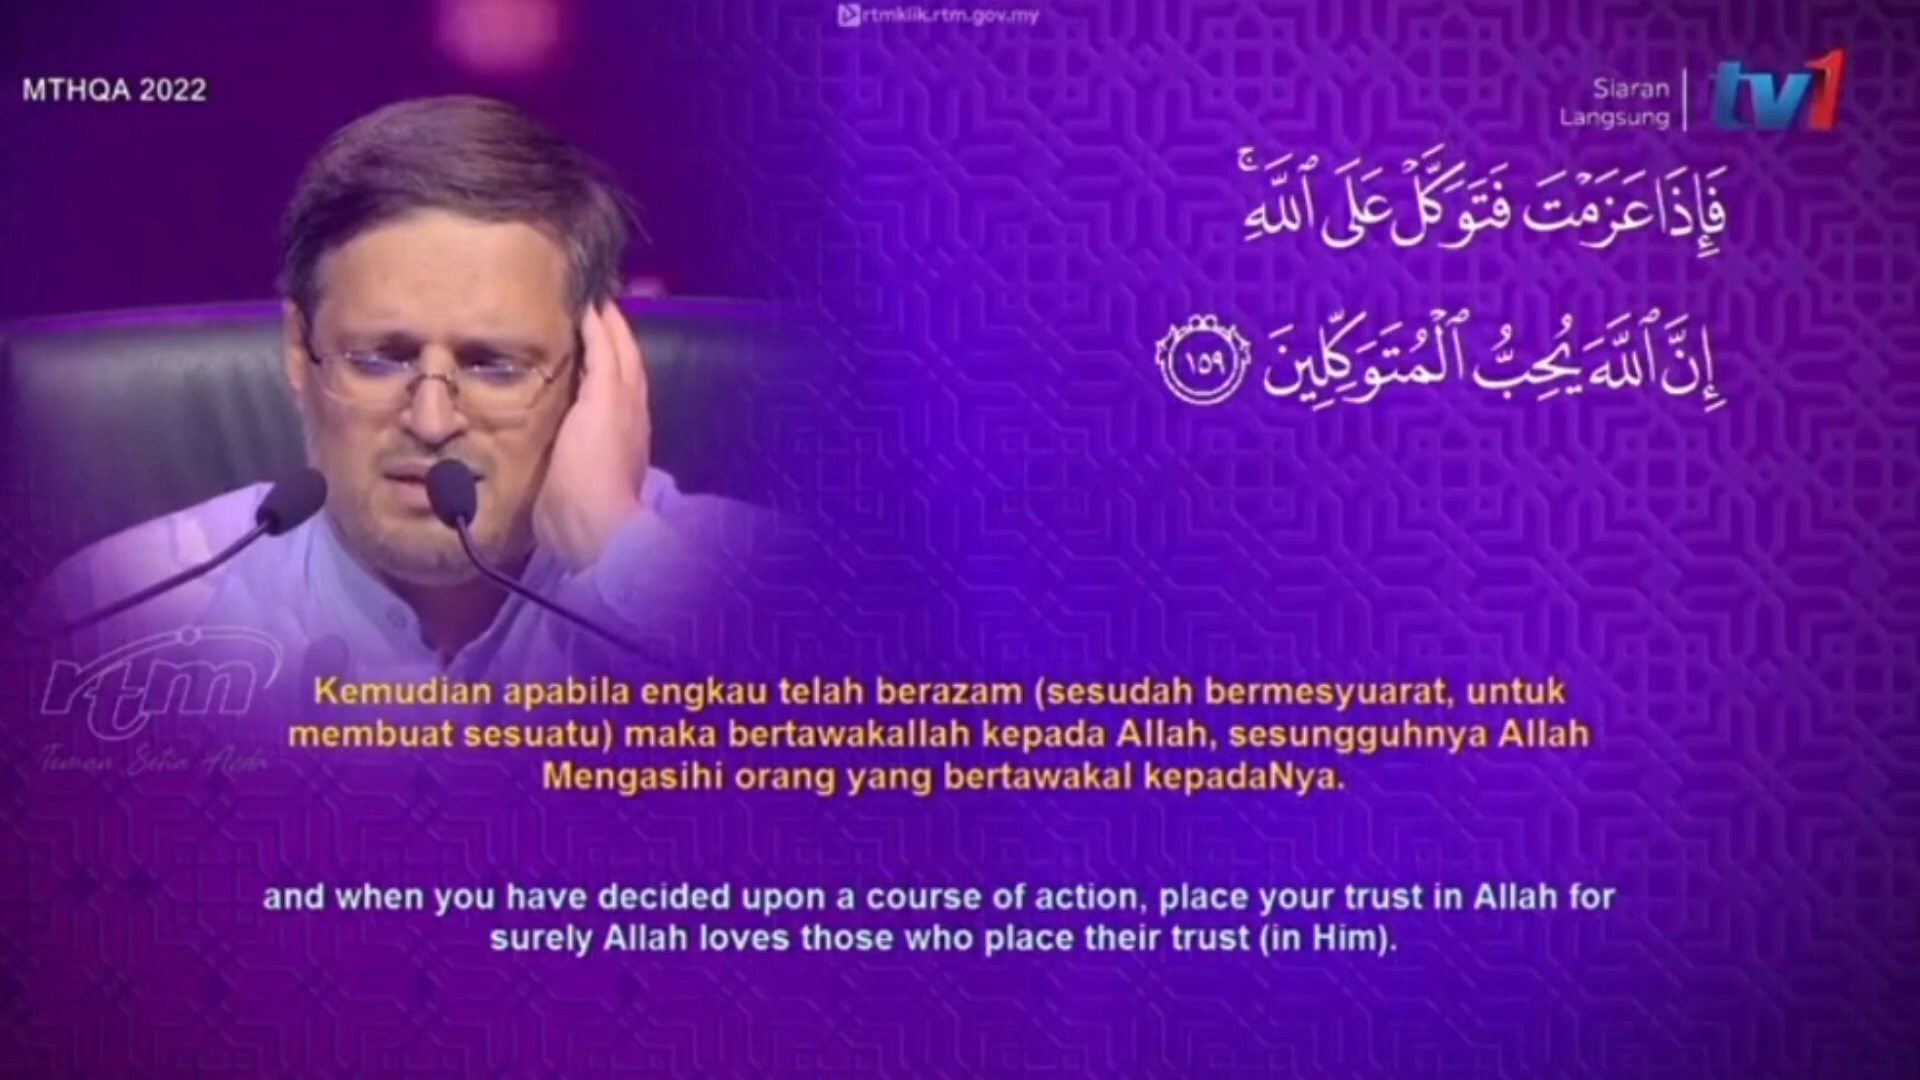 rtmklik.rtm.gov.my
MTHQA 2022
Siaran
Langsung
tv1
فَإِذَا عَزَمْتَ فَتَوَكَّلْ عَلَى ٱللَّهِ ۚ
إِنَّ ٱللَّهَ يُحِبُّ ٱلْمُتَوَكِّلِينَ ١٥٩
rtm
Teman Setia Anda
Kemudian apabila engkau telah berazam (sesudah bermesyuarat, untuk
membuat sesuatu) maka bertawakallah kepada Allah, sesungguhnya Allah
Mengasihi orang yang bertawakal kepadaNya.
and when you have decided upon a course of action, place your trust in Allah for
surely Allah loves those who place their trust (in Him).